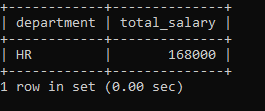 +------------+--------------+
| department | total_salary |
+------------+--------------+
| HR         |       168000 |
+------------+--------------+
1 row in set (0.00 sec)